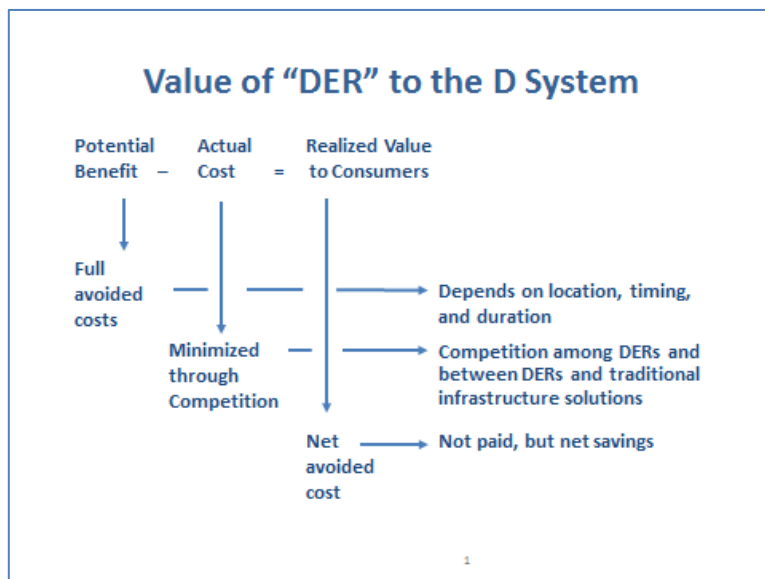 Value of “DER” to the D System
Potential Actual Realized Value
Benefit – Cost = to Consumers
Full
avoided
costs
Depends on location, timing,
and duration
Minimized
through
Competition
Competition among DERs and
between DERs and traditional
infrastructure solutions
Net
avoided
cost
Not paid, but net savings
1